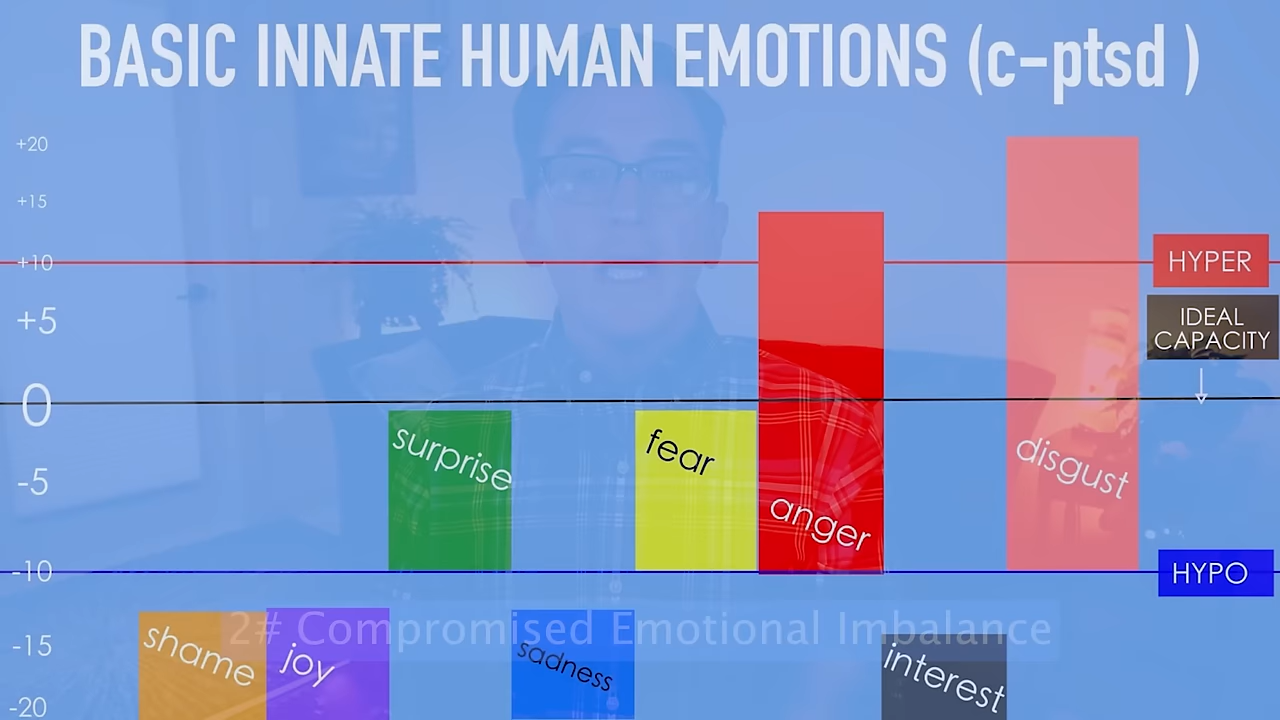 BASIC INNATE HUMAN EMOTIONS (c-ptsd )
+20
+15
+10
+5
0
-5
-10
-15
-20
HYPER
IDEAL
CAPACITY
HYPO
surprise
fear
anger
disgust
shame
joy
sadness
interest
2# Compromised Emotional Imbalance